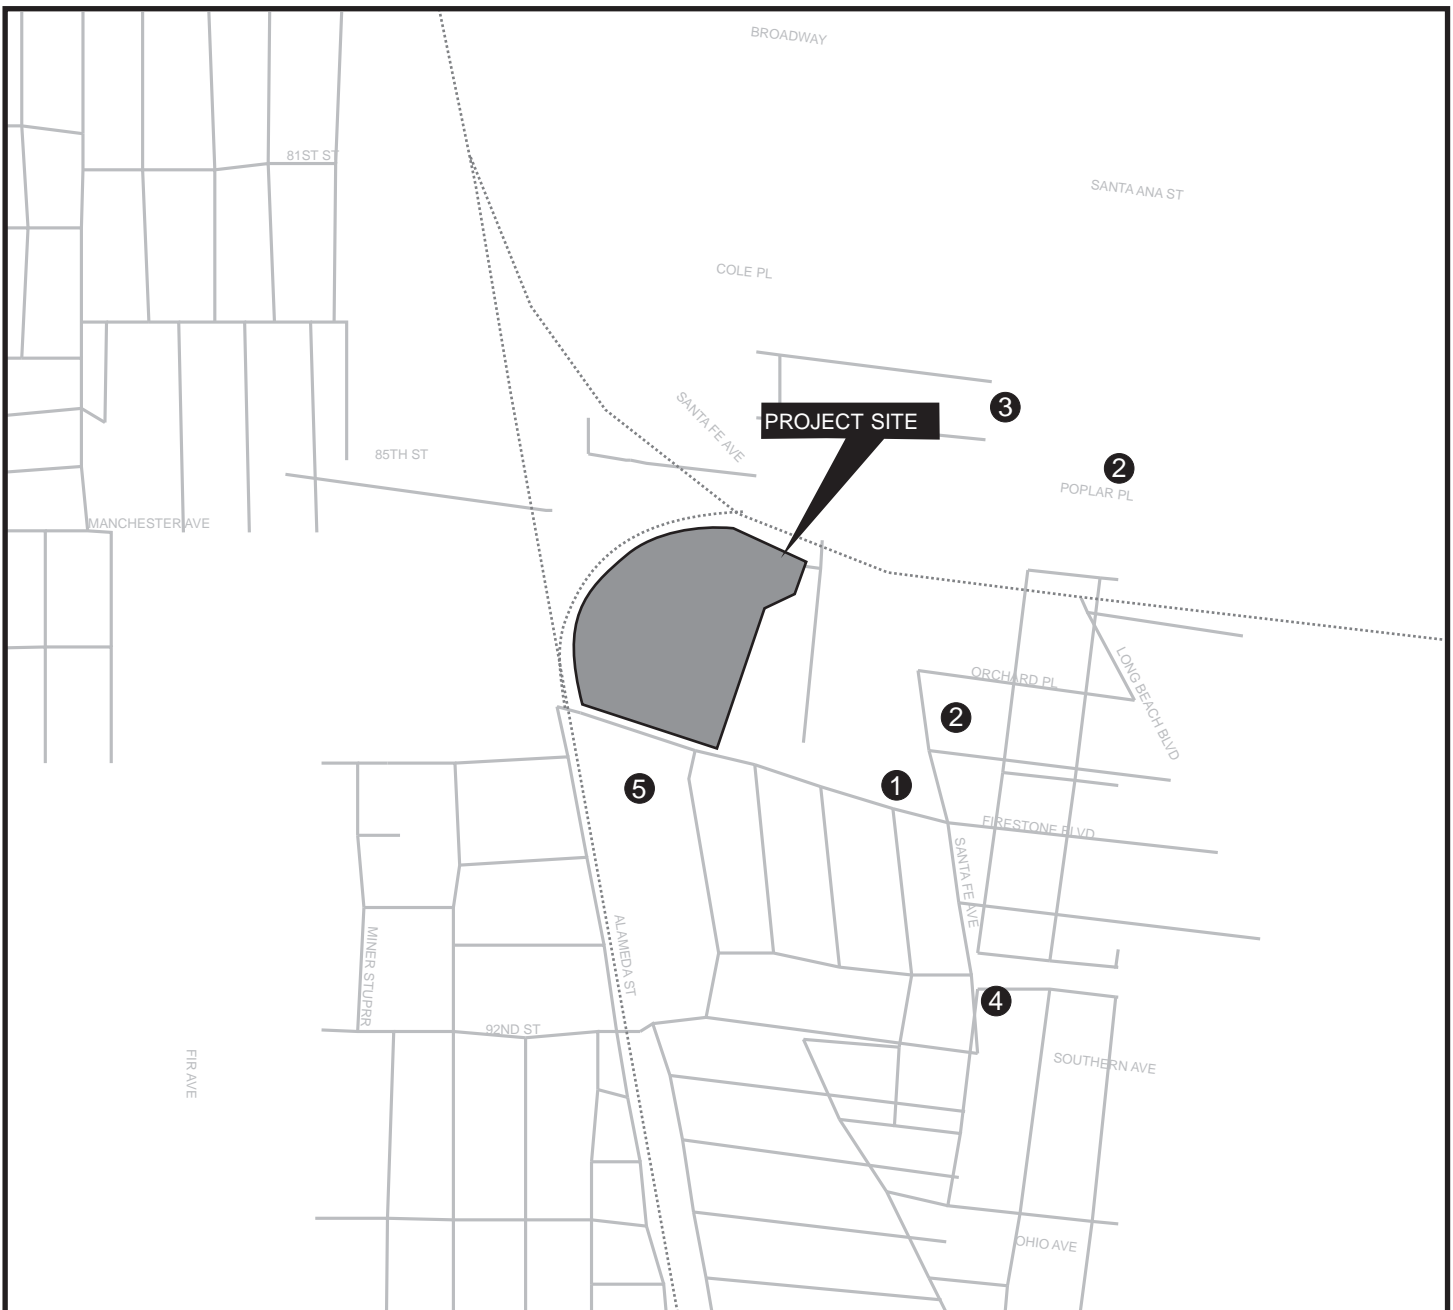 BROADWAY
81ST ST
SANTA ANA ST
COLE PL
SANTA FE AVE
3
PROJECT SITE
85TH ST
2
POPLAR PL
MANCHESTER AVE
LONG BEACH BLVD
ORCHARD PL
2
5
1
FIRESTONE BLVD
SANTA FE AVE
ALAMEDA ST
MINER STUPRR
4
92ND ST
FIR AVE
SOUTHERN AVE
OHIO AVE